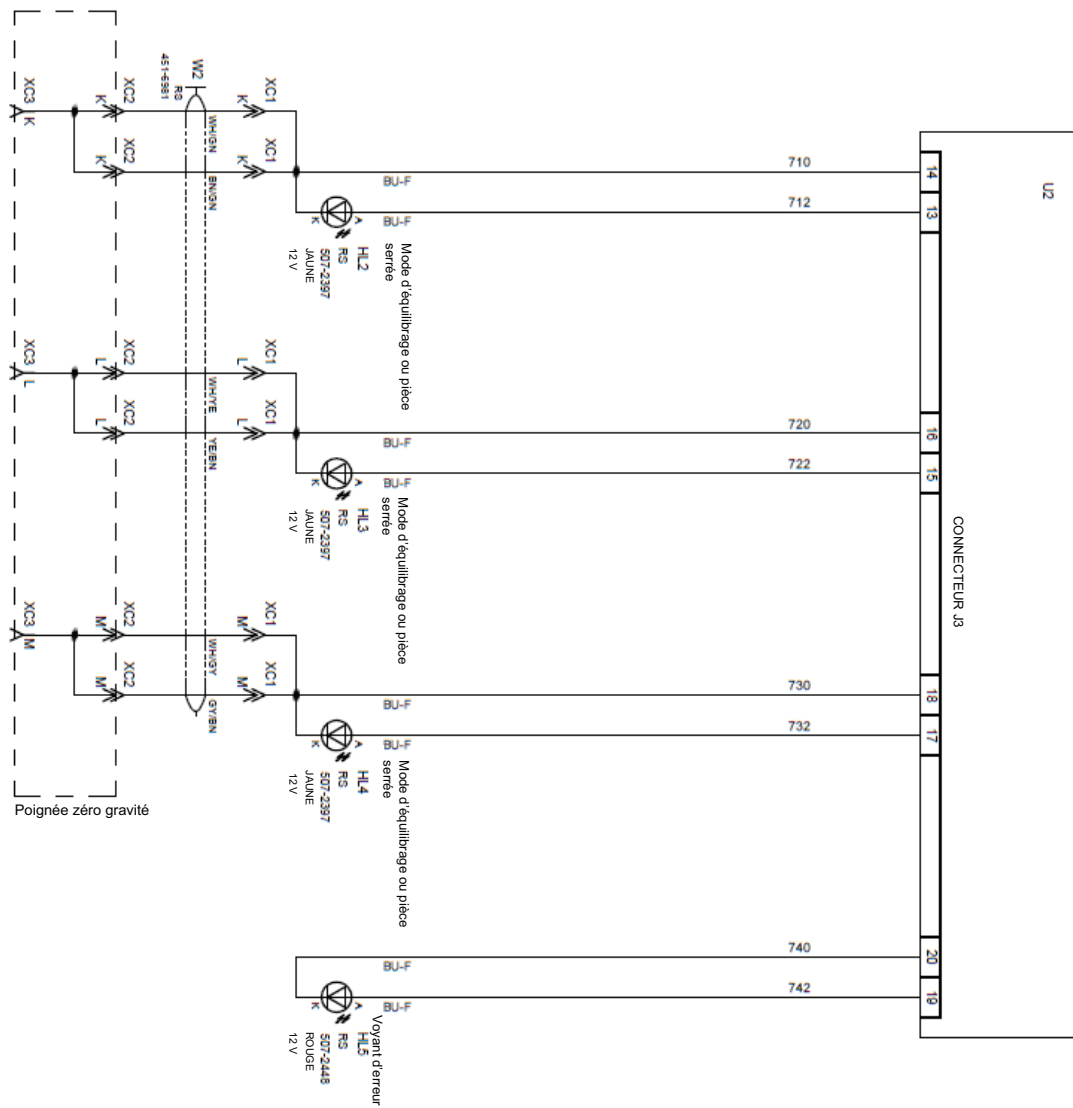 U2
CONNECTEUR J3
14
13
16
15
18
17
20
19
710
712
720
722
730
732
740
742
BU-F
BU-F
BU-F
BU-F
BU-F
BU-F
BU-F
BU-F
W2
RS
451-6981
XC3
K
XC2
K
XC2
K
WH/GN
BN/GN
XC1
K
XC1
K
K
A
HL2
RS
507-2397
JAUNE
12 V
Mode d'équilibrage ou pièce
serrée
XC3
L
XC2
L
XC2
L
WH/YE
YE/BN
XC1
L
XC1
L
K
A
HL3
RS
507-2397
JAUNE
12 V
Mode d'équilibrage ou pièce
serrée
XC3
M
XC2
M
XC2
M
WH/GY
GY/BN
XC1
M
XC1
M
K
A
HL4
RS
507-2397
JAUNE
12 V
Mode d'équilibrage ou pièce
serrée
Poignée zéro gravité
K
A
Voyant d'erreur
HL5
RS
507-2448
ROUGE
12 V